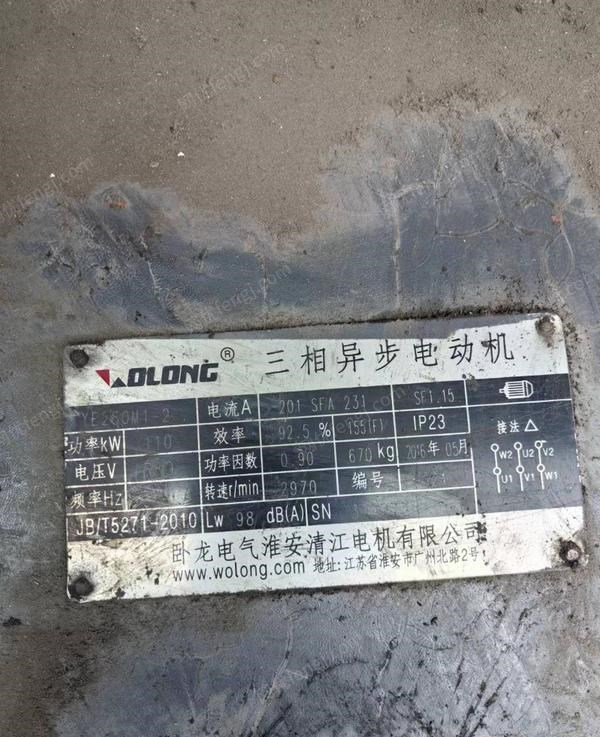 WOLONG® 三相异步电动机
电流A 201 SFA 231 SF1.15
功率kW 110 效率 92.5 % 155(F) IP23 接法 △
电压V 功率因数 0.90 670 kg 2016年 05月 W2 U2 V2
频率Hz 转速r/min 2970 编号 U1 V1 W1
JB/T5271-2010 Lw 98 dB(A) SN
卧龙电气淮安清江电机有限公司
www.wolong.com 地址:江苏省淮安市广州北路2号